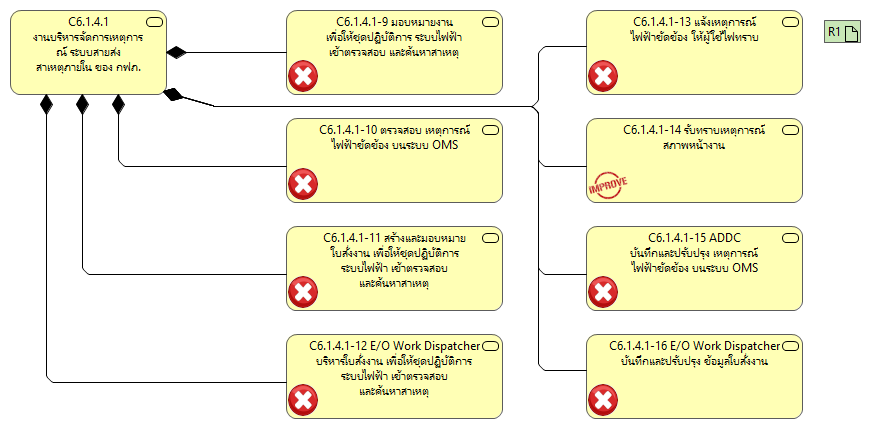 C6.1.4.1
งานบริหารจัดการเหตุกา
รณ์ ระบบสายส่ง
สาเหตุภายใน ของ กฟภ.
C6.1.4.1-9 มอบหมายงาน
เพื่อให้ชุดปฏิบัติการ ระบบไฟฟ้า
เข้าตรวจสอบ และค้นหาสาเหตุ
C6.1.4.1-13 แจ้งเหตุการณ์
ไฟฟ้าขัดข้อง ให้ผู้ใช้ไฟทราบ
R1
C6.1.4.1-10 ตรวจสอบ เหตุการณ์
ไฟฟ้าขัดข้อง บนระบบ OMS
C6.1.4.1-14 รับทราบเหตุการณ์
สภาพหน้างาน
IMPROVE
C6.1.4.1-11 สร้างและมอบหมาย
ใบสั่งงาน เพื่อให้ชุดปฏิบัติการ
ระบบไฟฟ้า เข้าตรวจสอบ
และค้นหาสาเหตุ
C6.1.4.1-15 ADDC
บันทึกและปรับปรุง เหตุการณ์
ไฟฟ้าขัดข้อง บนระบบ OMS
C6.1.4.1-12 E/O Work Dispatcher
บริหารใบสั่งงาน เพื่อให้ชุดปฏิบัติการ
ระบบไฟฟ้า เข้าตรวจสอบ
และค้นหาสาเหตุ
C6.1.4.1-16 E/O Work Dispatcher
บันทึกและปรับปรุง ข้อมูลใบสั่งงาน